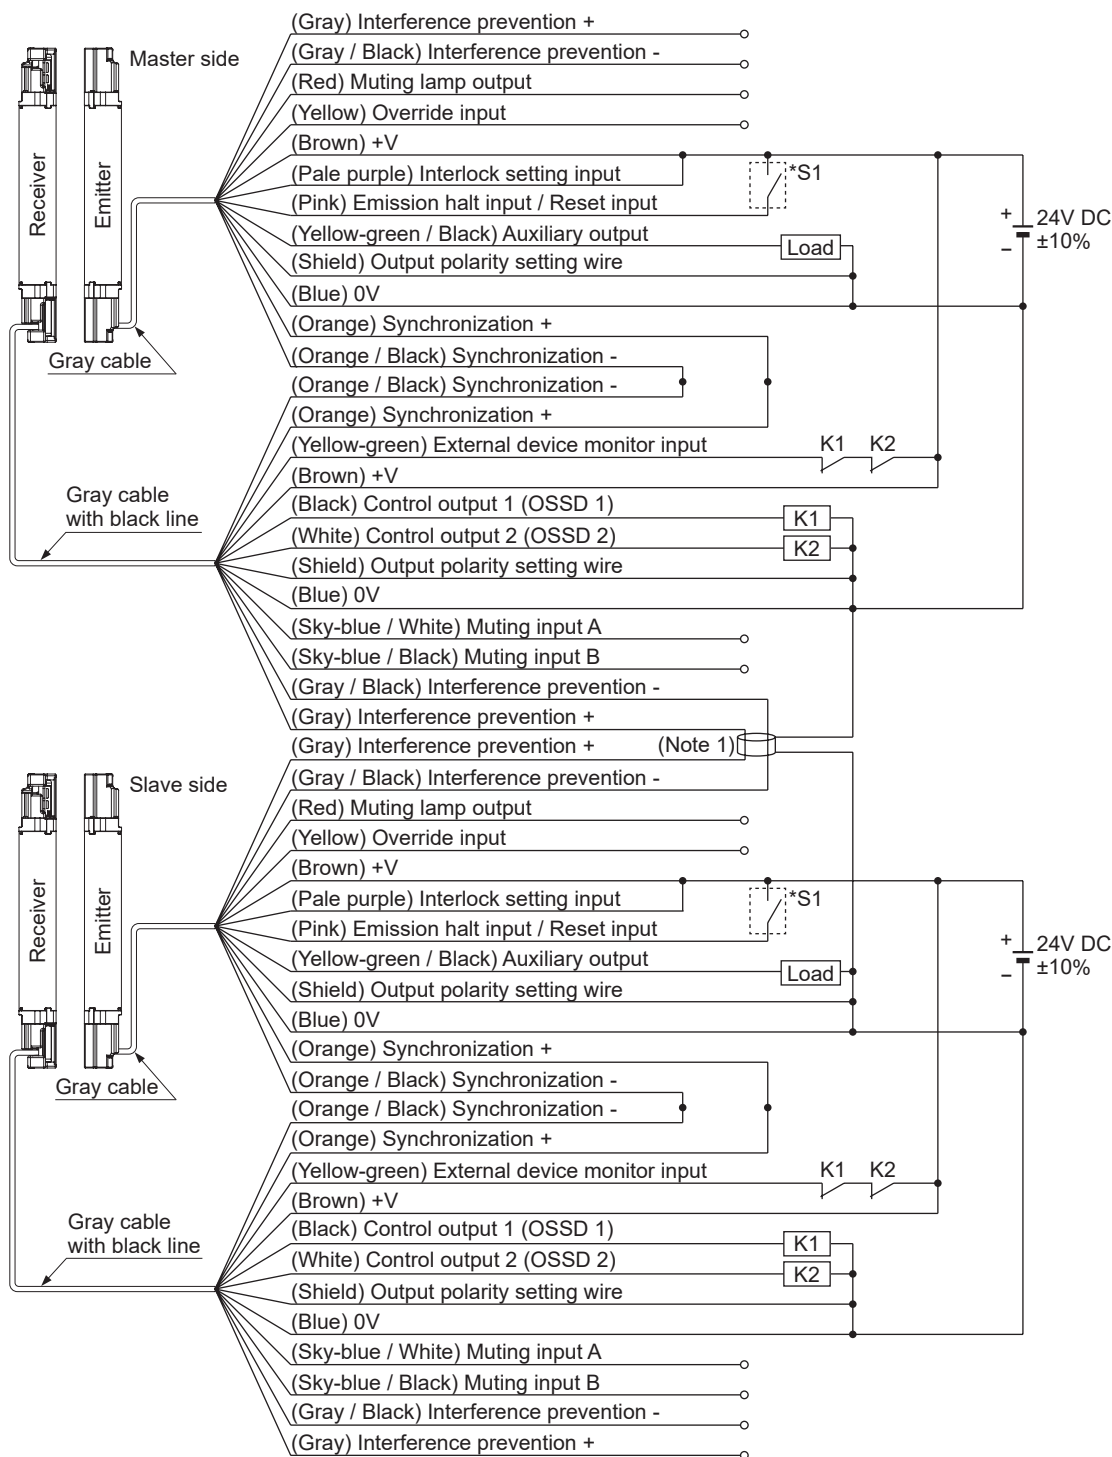 (Gray) Interference prevention +
(Gray / Black) Interference prevention -
Master side
(Red) Muting lamp output
(Yellow) Override input
(Brown) +V
(Pale purple) Interlock setting input
*S1
(Pink) Emission halt input / Reset input
Receiver
Emitter
+
24V DC
±10%
−
(Yellow-green / Black) Auxiliary output
Load
(Shield) Output polarity setting wire
(Blue) 0V
(Orange) Synchronization +
Gray cable
(Orange / Black) Synchronization -
(Orange / Black) Synchronization -
(Orange) Synchronization +
(Yellow-green) External device monitor input
K1
K2
(Brown) +V
Gray cable
with black line
(Black) Control output 1 (OSSD 1)
K1
(White) Control output 2 (OSSD 2)
K2
(Shield) Output polarity setting wire
(Blue) 0V
(Sky-blue / White) Muting input A
(Sky-blue / Black) Muting input B
(Gray / Black) Interference prevention -
(Gray) Interference prevention +
(Gray) Interference prevention +
(Note 1)
Slave side
(Gray / Black) Interference prevention -
(Red) Muting lamp output
(Yellow) Override input
(Brown) +V
(Pale purple) Interlock setting input
*S1
(Pink) Emission halt input / Reset input
Receiver
Emitter
+
24V DC
±10%
−
(Yellow-green / Black) Auxiliary output
Load
(Shield) Output polarity setting wire
(Blue) 0V
(Orange) Synchronization +
Gray cable
(Orange / Black) Synchronization -
(Orange / Black) Synchronization -
(Orange) Synchronization +
(Yellow-green) External device monitor input
K1
K2
(Brown) +V
Gray cable
with black line
(Black) Control output 1 (OSSD 1)
K1
(White) Control output 2 (OSSD 2)
K2
(Shield) Output polarity setting wire
(Blue) 0V
(Sky-blue / White) Muting input A
(Sky-blue / Black) Muting input B
(Gray / Black) Interference prevention -
(Gray) Interference prevention +